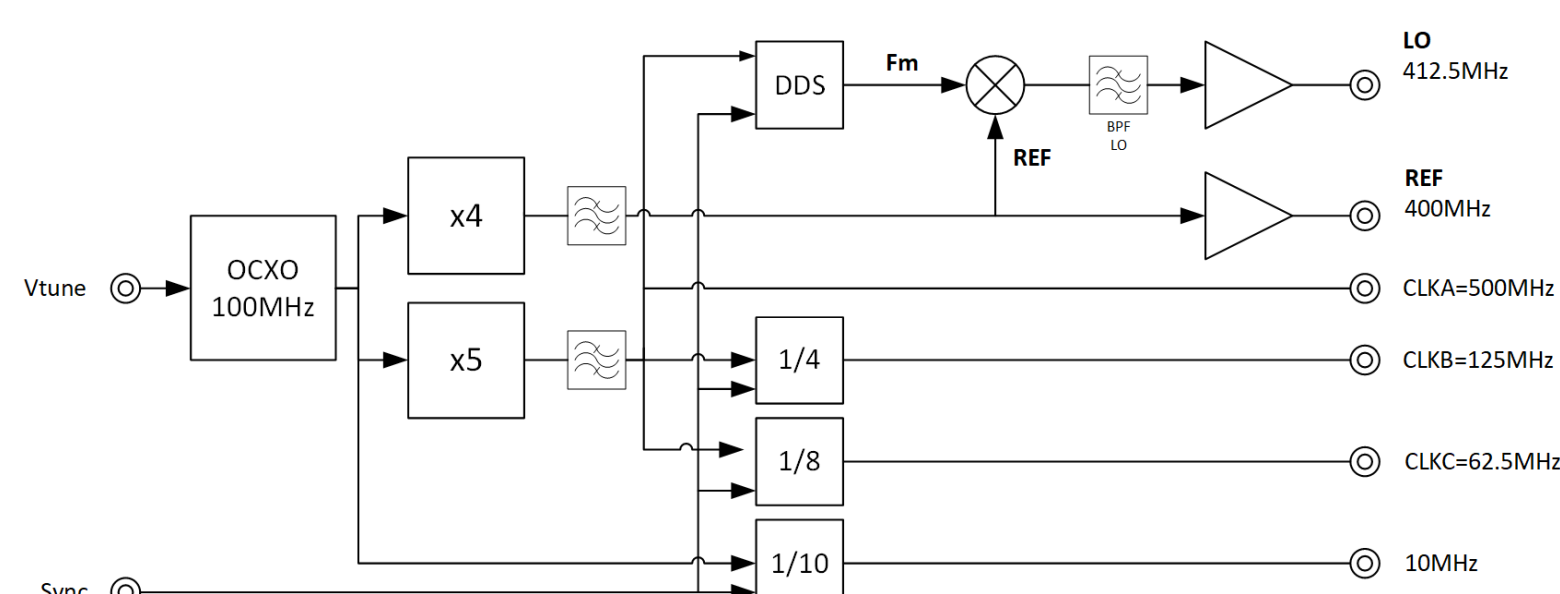 LO
412.5MHz
Fm
DDS
BPF
LO
REF
REF
400MHz
x4
OCXO
100MHz
Vtune
CLKA=500MHz
x5
1/4
CLKB=125MHz
1/8
CLKC=62.5MHz
1/10
10MHz
Sync